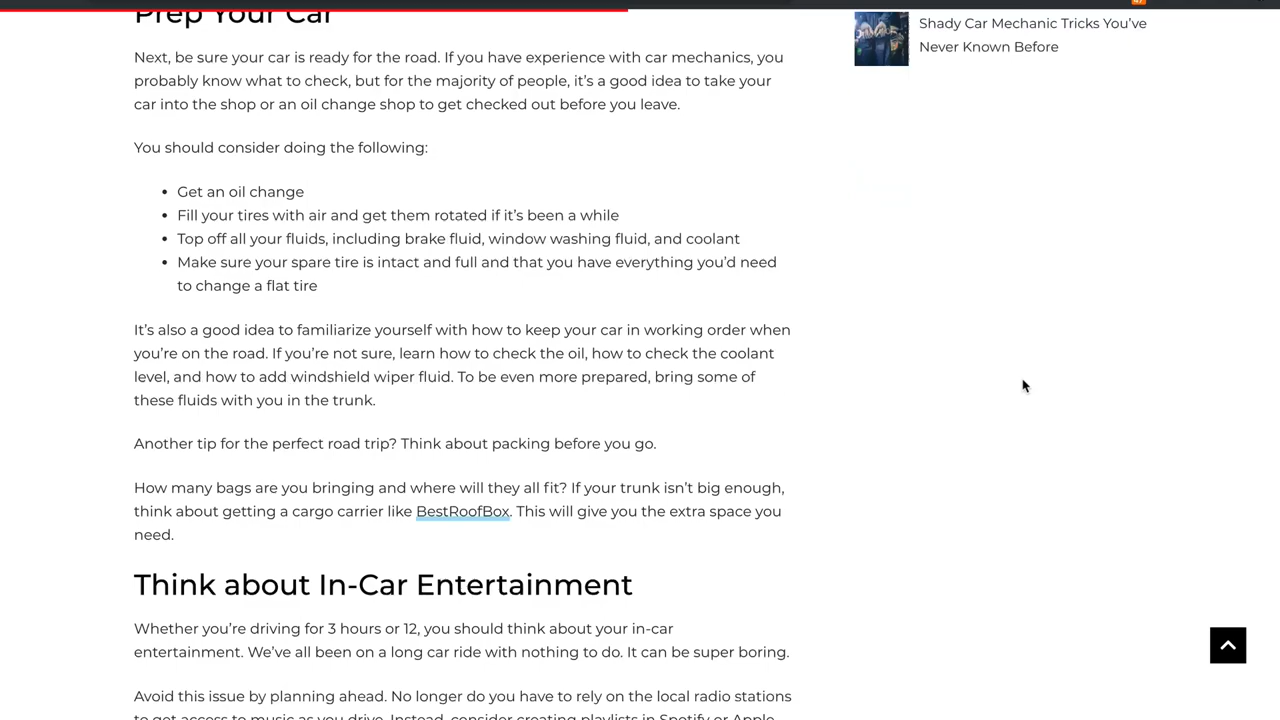 Prep Your Car
Next, be sure your car is ready for the road. If you have experience with car mechanics, you
probably know what to check, but for the majority of people, it's a good idea to take your
car into the shop or an oil change shop to get checked out before you leave.
You should consider doing the following:
• Get an oil change
• Fill your tires with air and get them rotated if it's been a while
• Top off all your fluids, including brake fluid, window washing fluid, and coolant
• Make sure your spare tire is intact and full and that you have everything you'd need
to change a flat tire
It's also a good idea to familiarize yourself with how to keep your car in working order when
you're on the road. If you're not sure, learn how to check the oil, how to check the coolant
level, and how to add windshield wiper fluid. To be even more prepared, bring some of
these fluids with you in the trunk.
Another tip for the perfect road trip? Think about packing before you go.
How many bags are you bringing and where will they all fit? If your trunk isn't big enough,
think about getting a cargo carrier like BestRoofBox. This will give you the extra space you
need.
Think about In-Car Entertainment
Whether you're driving for 3 hours or 12, you should think about your in-car
entertainment. We've all been on a long car ride with nothing to do. It can be super boring.
Avoid this issue by planning ahead. No longer do you have to rely on the local radio stations
to get access to music as you drive. Instead, consider creating playlists in Spotify or Apple
Shady Car Mechanic Tricks You've
Never Known Before